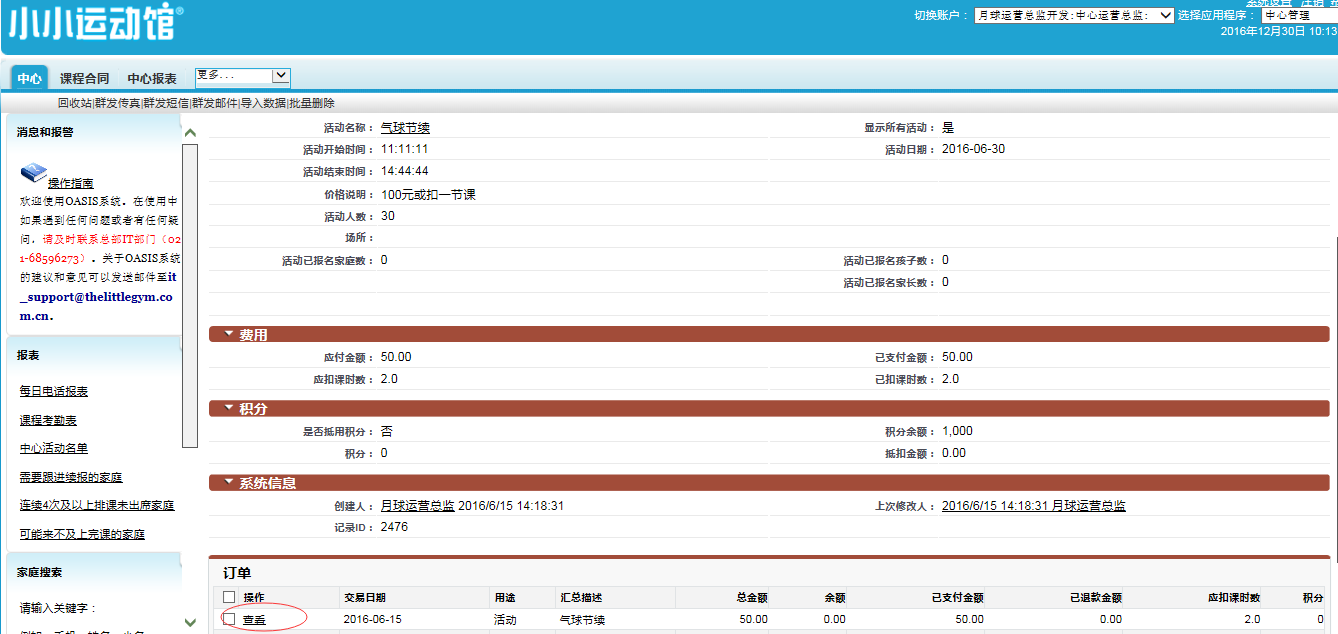 小小运动馆®
切换账户： 月球运营总监开发:中心运营总监: 选择应用程序： 中心管理
2016年12月30日 10:13
中心 课程合同 中心报表 更多...
回收站|群发传真|群发短信|群发邮件|导入数据|批量删除
消息和报警
操作指南
欢迎使用OASIS系统。在使用中
如果遇到任何问题或者有任何疑
问，请及时联系总部IT部门（02
1-68596273）。关于OASIS系统
的建议和意见可以发送邮件至it
_support@thelittlegym.co
m.cn。
报表
每日电话报表
课程考勤表
中心活动名单
需要跟进续报的家庭
连续4次及以上排课未出席家庭
可能来不及上完课的家庭
家庭搜索
请输入关键字：
活动名称： 气球节续 显示所有活动： 是
活动开始时间： 11:11:11 活动日期： 2016-06-30
活动结束时间： 14:44:44
价格说明： 100元或扣一节课
活动人数： 30
场所：
活动已报名家庭数： 0 活动已报名孩子数： 0
活动已报名家长数： 0
费用
应付金额： 50.00 已支付金额： 50.00
应扣课时数： 2.0 已扣课时数： 2.0
积分
是否抵用积分： 否 积分余额： 1,000
积分： 0 抵扣金额： 0.00
系统信息
创建人： 月球运营总监 2016/6/15 14:18:31 上次修改人： 2016/6/15 14:18:31 月球运营总监
记录ID： 2476
订单
操作 交易日期 用途 汇总描述 总金额 余额 已支付金额 已退款金额 应扣课时数 积分
查看 2016-06-15 活动 气球节续 50.00 0.00 50.00 0.00 2.0 0